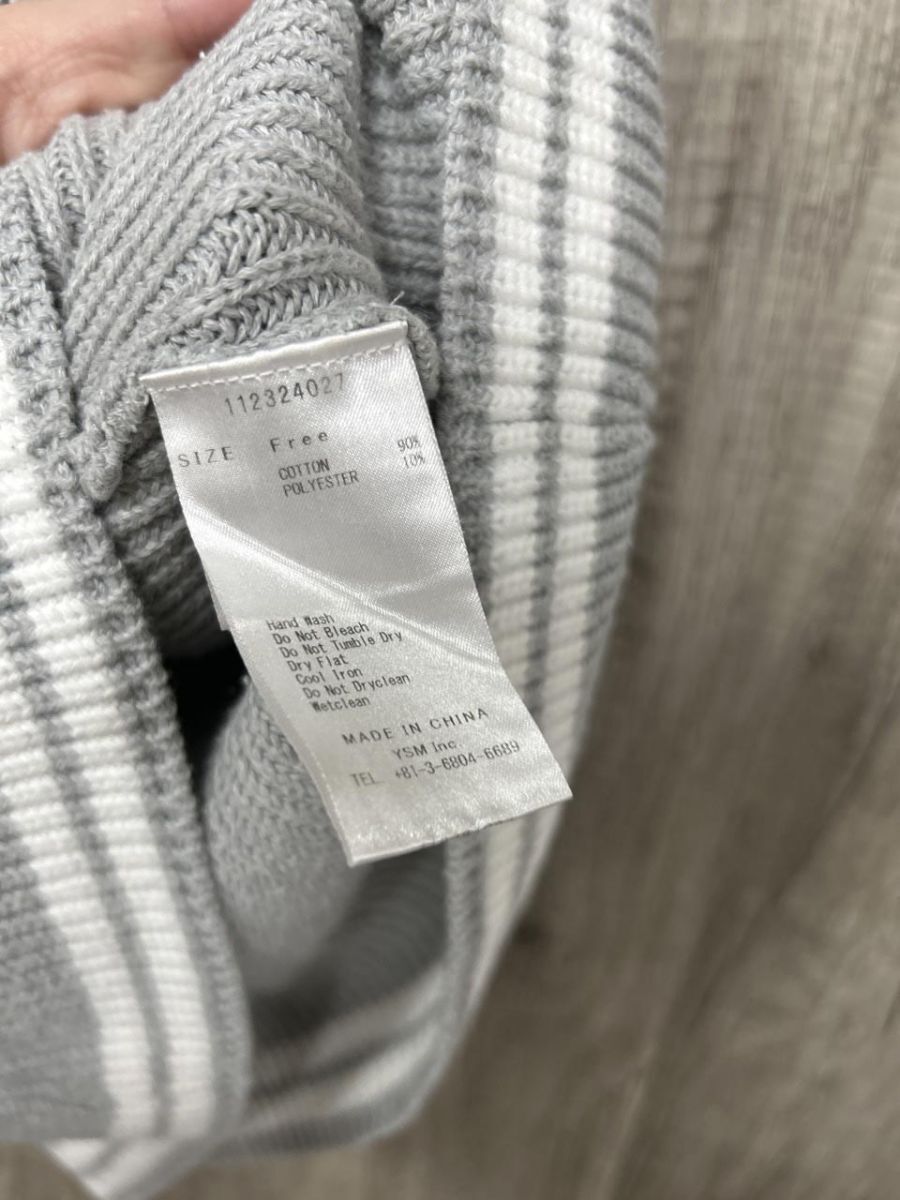 112324027
SIZE Free
COTTON 90%
POLYESTER 10%
Hand Wash
Do Not Bleach
Do Not Tumble Dry
Dry Flat
Cool Iron
Do Not Dryclean
Wetclean
MADE IN CHINA
YSM Inc.
TEL +81-3-6804-6689